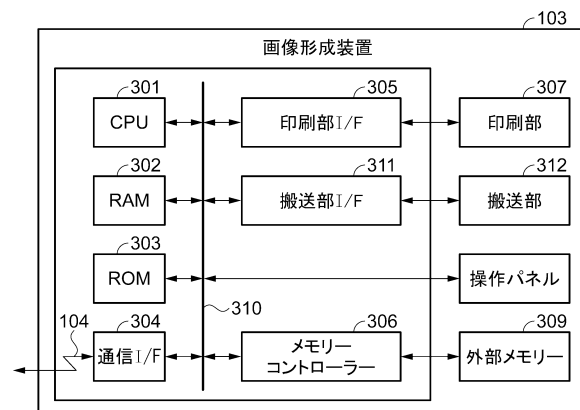 103
画像形成装置
301
CPU
305
印刷部I/F
307
印刷部
302
RAM
311
搬送部I/F
312
搬送部
303
ROM
操作パネル
310
104
304
通信I/F
306
メモリー
コントローラー
309
外部メモリー